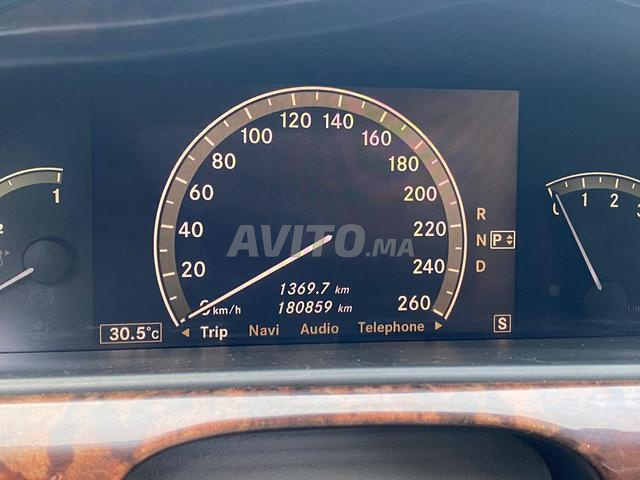 120 140
100 160
80 180
60 200
40 220
20 240
0 km/h 260
AVITO.MA
1369.7 km
180859 km
30.5°C
Trip Navi Audio Telephone
S
R
N P
D
1
0 1 2 3